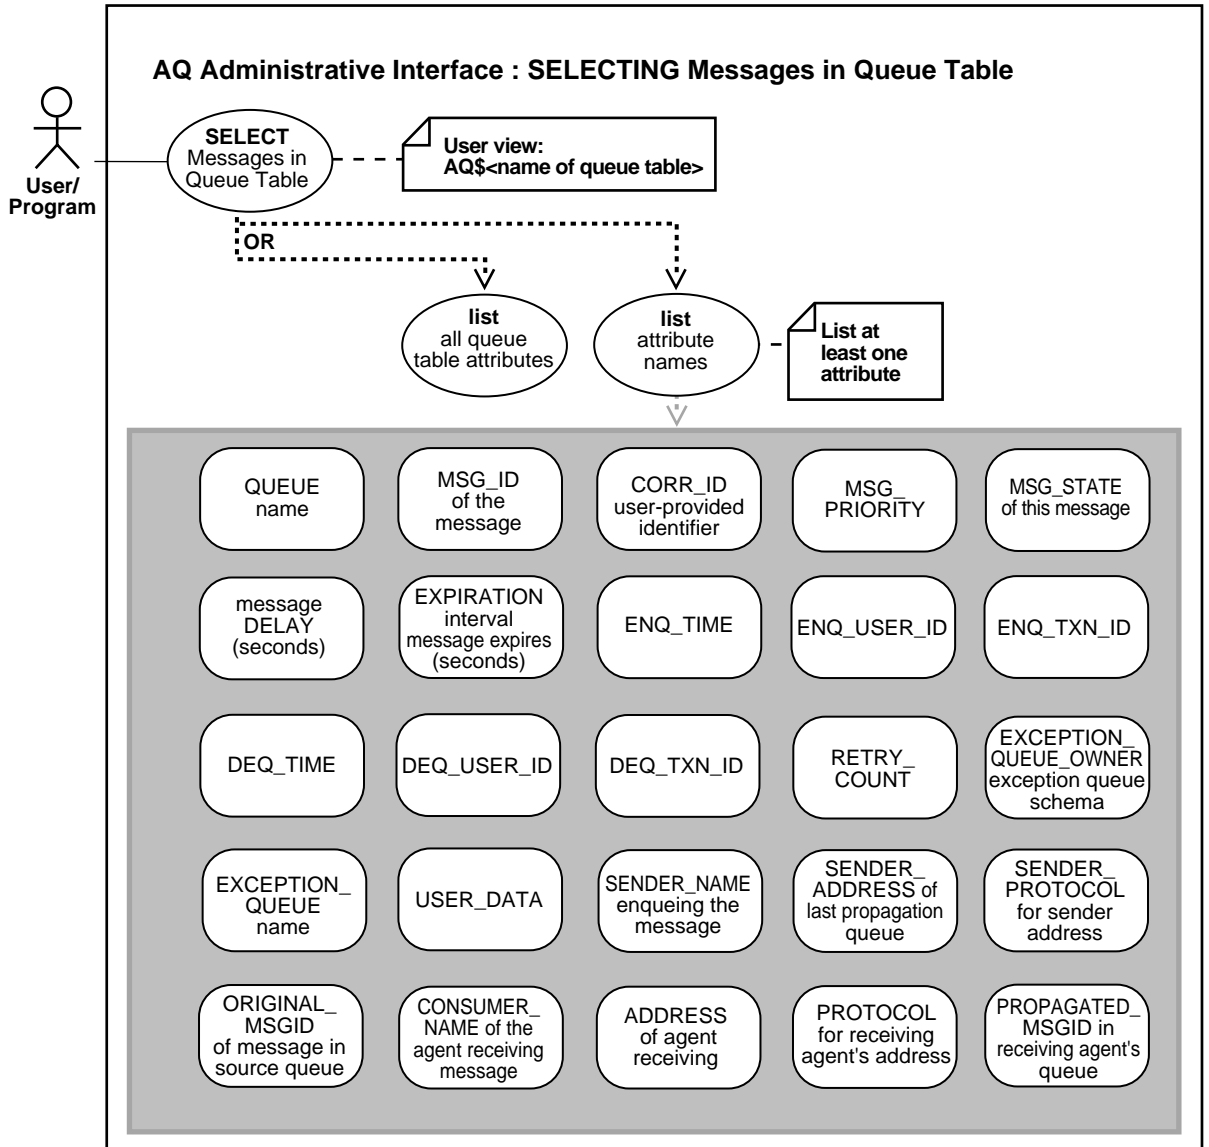 AQ Administrative Interface : SELECTING Messages in Queue Table
User/
Program
SELECT
Messages in
Queue Table
User view:
AQ$<name of queue table>
OR
list
all queue
table attributes
list
attribute
names
List at
least one
attribute
QUEUE
name
MSG_ID
of the
message
CORR_ID
user-provided
identifier
MSG_
PRIORITY
MSG_STATE
of this message
message
DELAY
(seconds)
EXPIRATION
interval
message expires
(seconds)
ENQ_TIME
ENQ_USER_ID
ENQ_TXN_ID
DEQ_TIME
DEQ_USER_ID
DEQ_TXN_ID
RETRY_
COUNT
EXCEPTION_
QUEUE_OWNER
exception queue
schema
EXCEPTION_
QUEUE
name
USER_DATA
SENDER_NAME
enqueing the
message
SENDER_
ADDRESS of
last propagation
queue
SENDER_
PROTOCOL
for sender
address
ORIGINAL_
MSGID
of message in
source queue
CONSUMER_
NAME of the
agent receiving
message
ADDRESS
of agent
receiving
PROTOCOL
for receiving
agent's address
PROPAGATED_
MSGID in
receiving agent's
queue